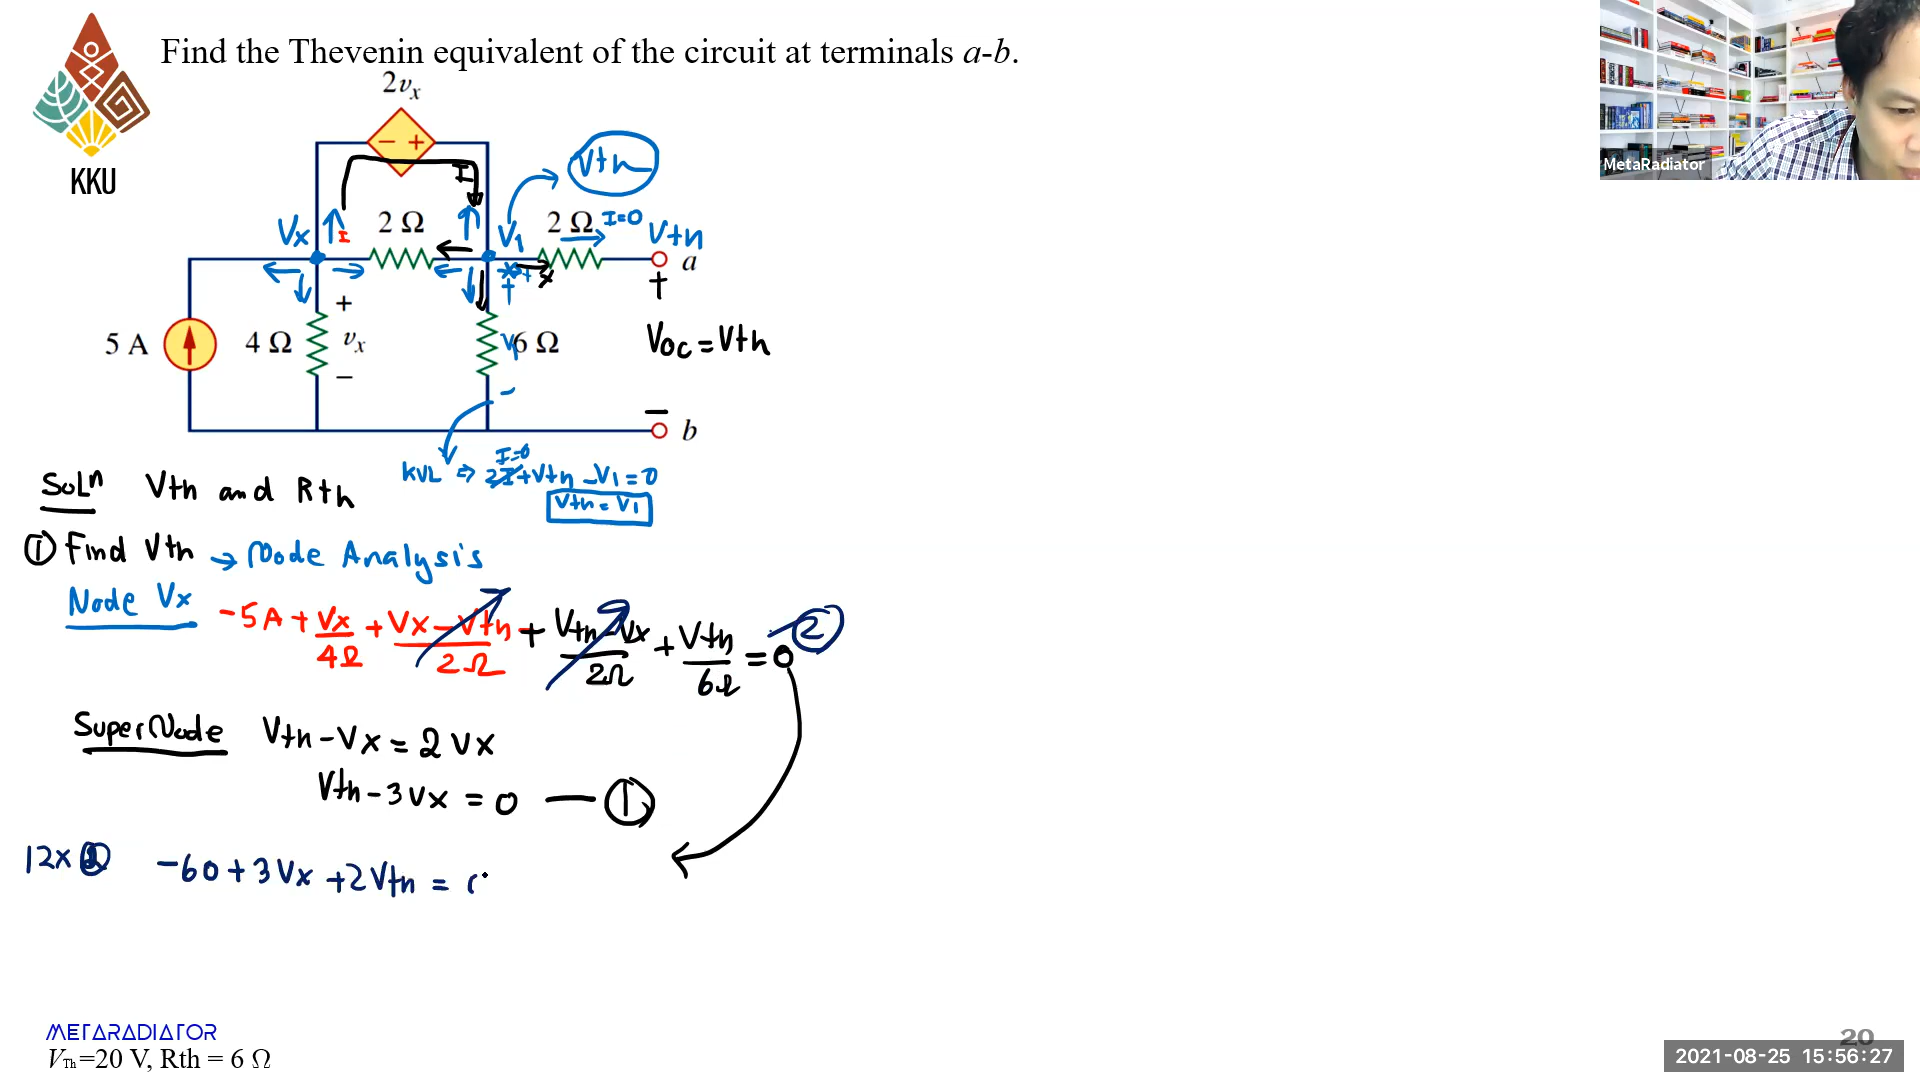 Find the Thevenin equivalent of the circuit at terminals a-b.
KKU
MetaRadiator
2vx
− +
I
Vth
Vx
I
2 Ω
V1
2 Ω
I=0
Vth
a
+
x
+
+
5 A
4 Ω
vx
−
V1
6 Ω
−
Voc = Vth
−
b
I=0
KVL ⇒ 2I + Vth − V1 = 0
Vth = V1
Solⁿ Vth and Rth
① Find Vth → Node Analysis
Node Vx −5A + Vx/4Ω + Vx − Vth/2Ω + Vth − Vx/2Ω + Vth/6Ω = 0 — ②
SuperNode Vth − Vx = 2Vx
Vth − 3Vx = 0 — ①
12x② −60 + 3Vx + 2Vth =
METARADIATOR
VTh=20 V, Rth = 6 Ω
20
2021-08-25 15:56:27